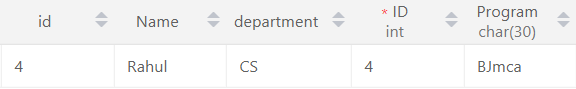 id Name department * ID int Program char(30)
4 Rahul CS 4 BJmca